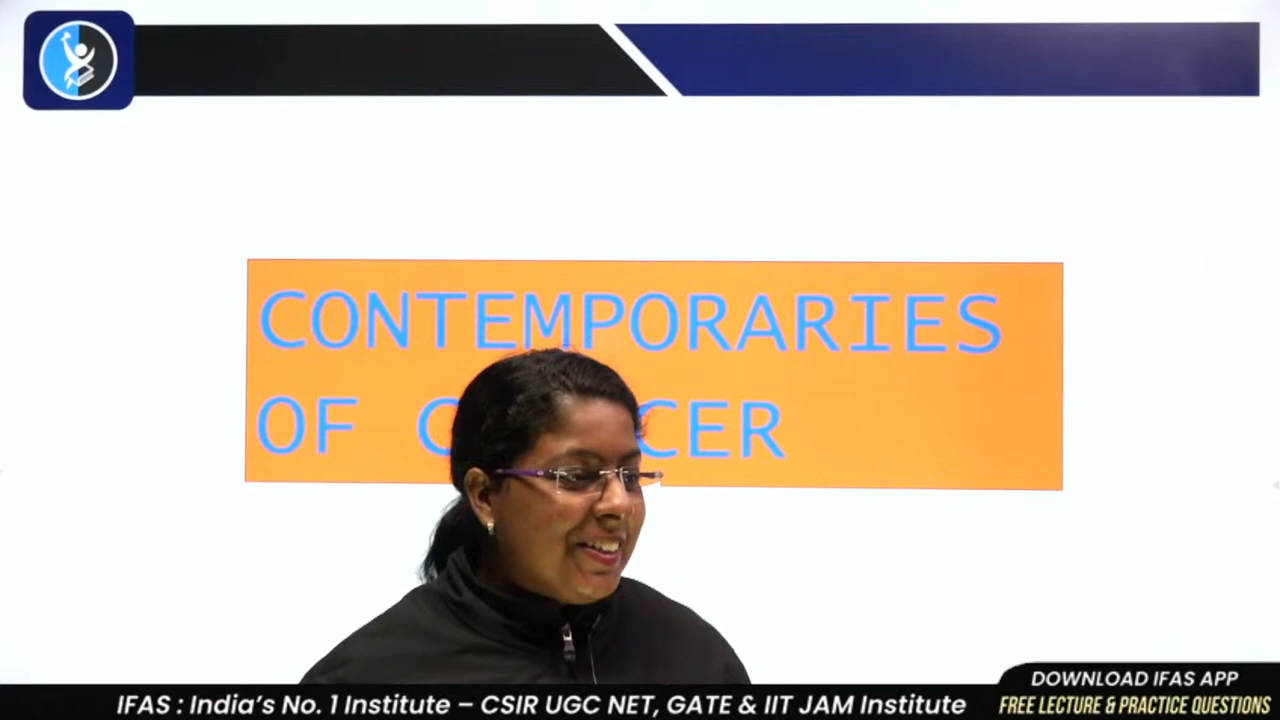 CONTEMPORARIES
OF
IFAS : India's No. 1 Institute – CSIR UGC NET, GATE & IIT JAM Institute
DOWNLOAD IFAS APP
FREE LECTURE & PRACTICE QUESTIONS